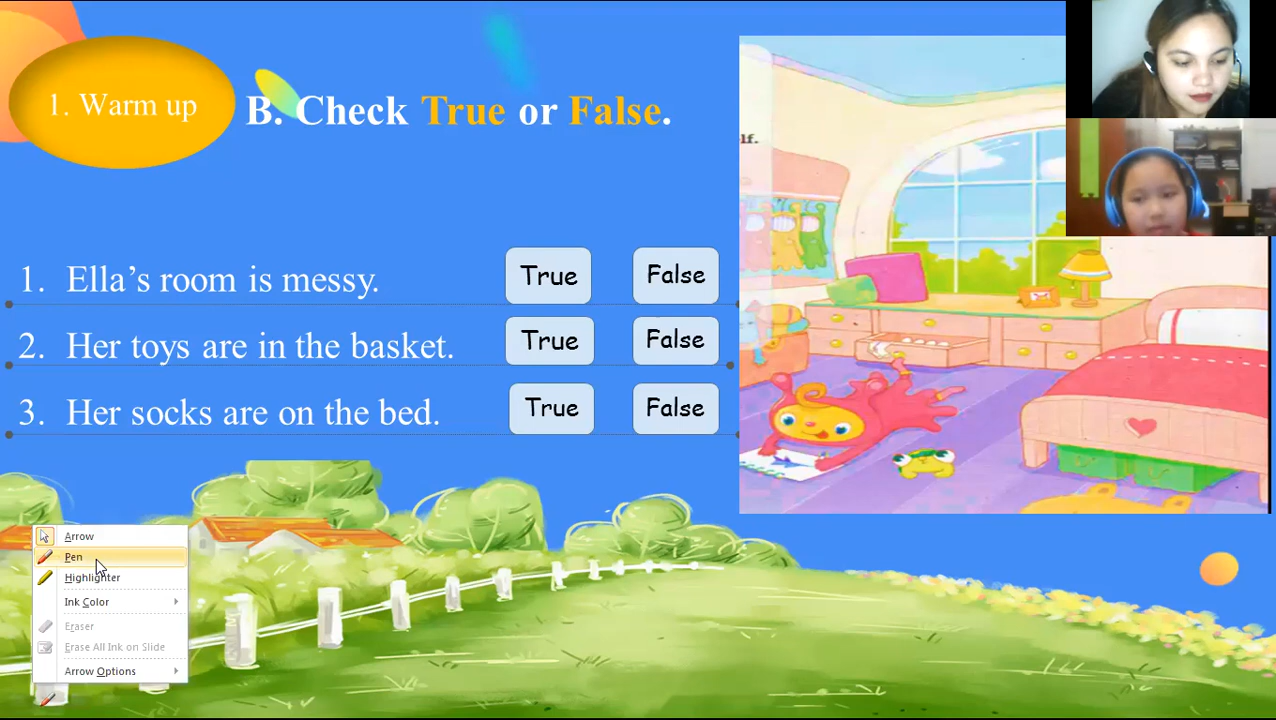 1. Warm up
B. Check True or False.
lf.
1. Ella's room is messy.
True
False
2. Her toys are in the basket.
True
False
3. Her socks are on the bed.
True
False
Arrow
Pen
Highlighter
Ink Color
Eraser
Erase All Ink on Slide
Arrow Options